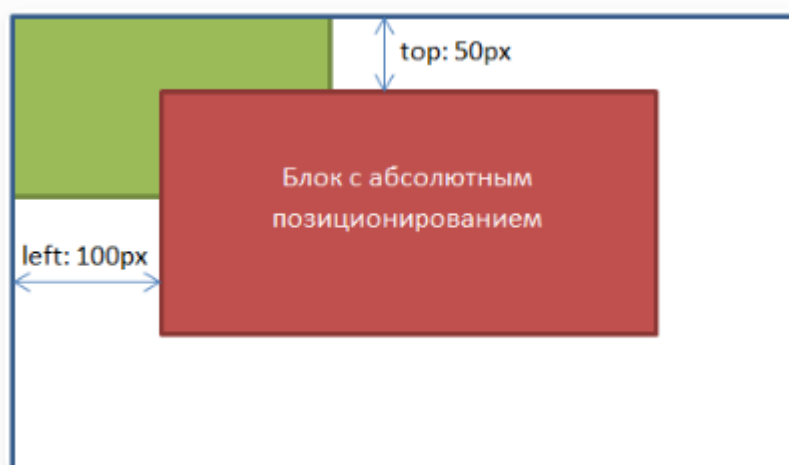 top: 50px
Блок с абсолютным
позиционированием
left: 100px